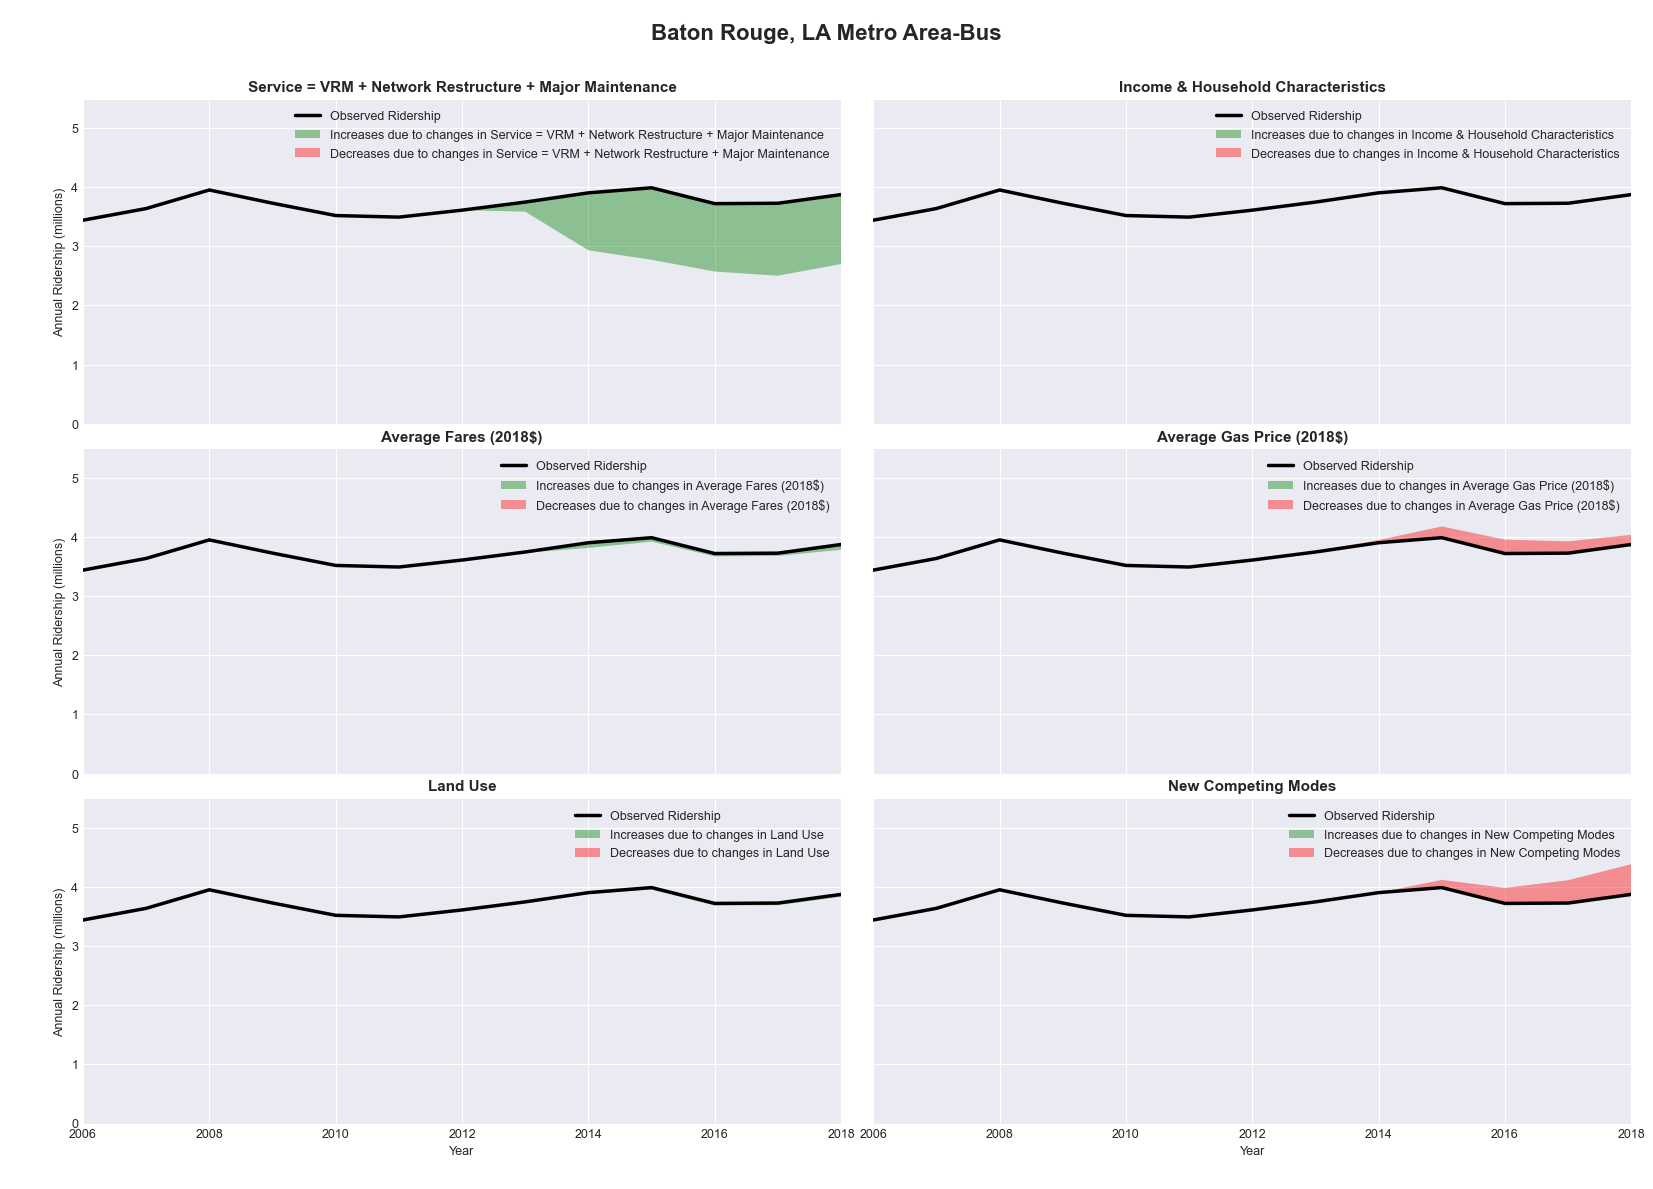 Baton Rouge, LA Metro Area-Bus
Service = VRM + Network Restructure + Major Maintenance
Observed Ridership
Increases due to changes in Service = VRM + Network Restructure + Major Maintenance
Decreases due to changes in Service = VRM + Network Restructure + Major Maintenance
5
4
3
2
1
0
Annual Ridership (millions)
Income & Household Characteristics
Observed Ridership
Increases due to changes in Income & Household Characteristics
Decreases due to changes in Income & Household Characteristics
Average Fares (2018$)
Observed Ridership
Increases due to changes in Average Fares (2018$)
Decreases due to changes in Average Fares (2018$)
5
4
3
2
1
0
Annual Ridership (millions)
Average Gas Price (2018$)
Observed Ridership
Increases due to changes in Average Gas Price (2018$)
Decreases due to changes in Average Gas Price (2018$)
Land Use
Observed Ridership
Increases due to changes in Land Use
Decreases due to changes in Land Use
5
4
3
2
1
0
Annual Ridership (millions)
2006 2008 2010 2012 2014 2016 2018
Year
New Competing Modes
Observed Ridership
Increases due to changes in New Competing Modes
Decreases due to changes in New Competing Modes
2006 2008 2010 2012 2014 2016 2018
Year